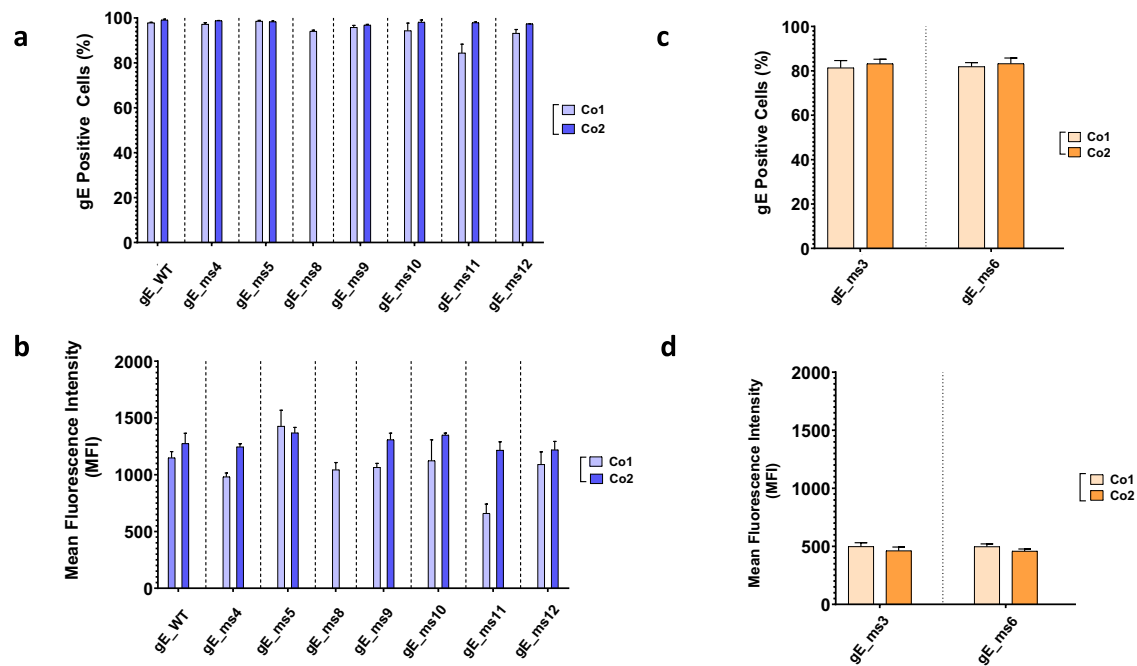 a
gE Positive Cells (%)
100
80
60
40
20
0
gE_WT
gE_ms4
gE_ms5
gE_ms8
gE_ms9
gE_ms10
gE_ms11
gE_ms12
Co1
Co2
c
gE Positive Cells (%)
100
80
60
40
20
0
gE_ms3
gE_ms6
Co1
Co2
b
Mean Fluorescence Intensity
(MFI)
2000
1500
1000
500
0
gE_WT
gE_ms4
gE_ms5
gE_ms8
gE_ms9
gE_ms10
gE_ms11
gE_ms12
Co1
Co2
d
Mean Fluorescence Intensity
(MFI)
2000
1500
1000
500
0
gE_ms3
gE_ms6
Co1
Co2